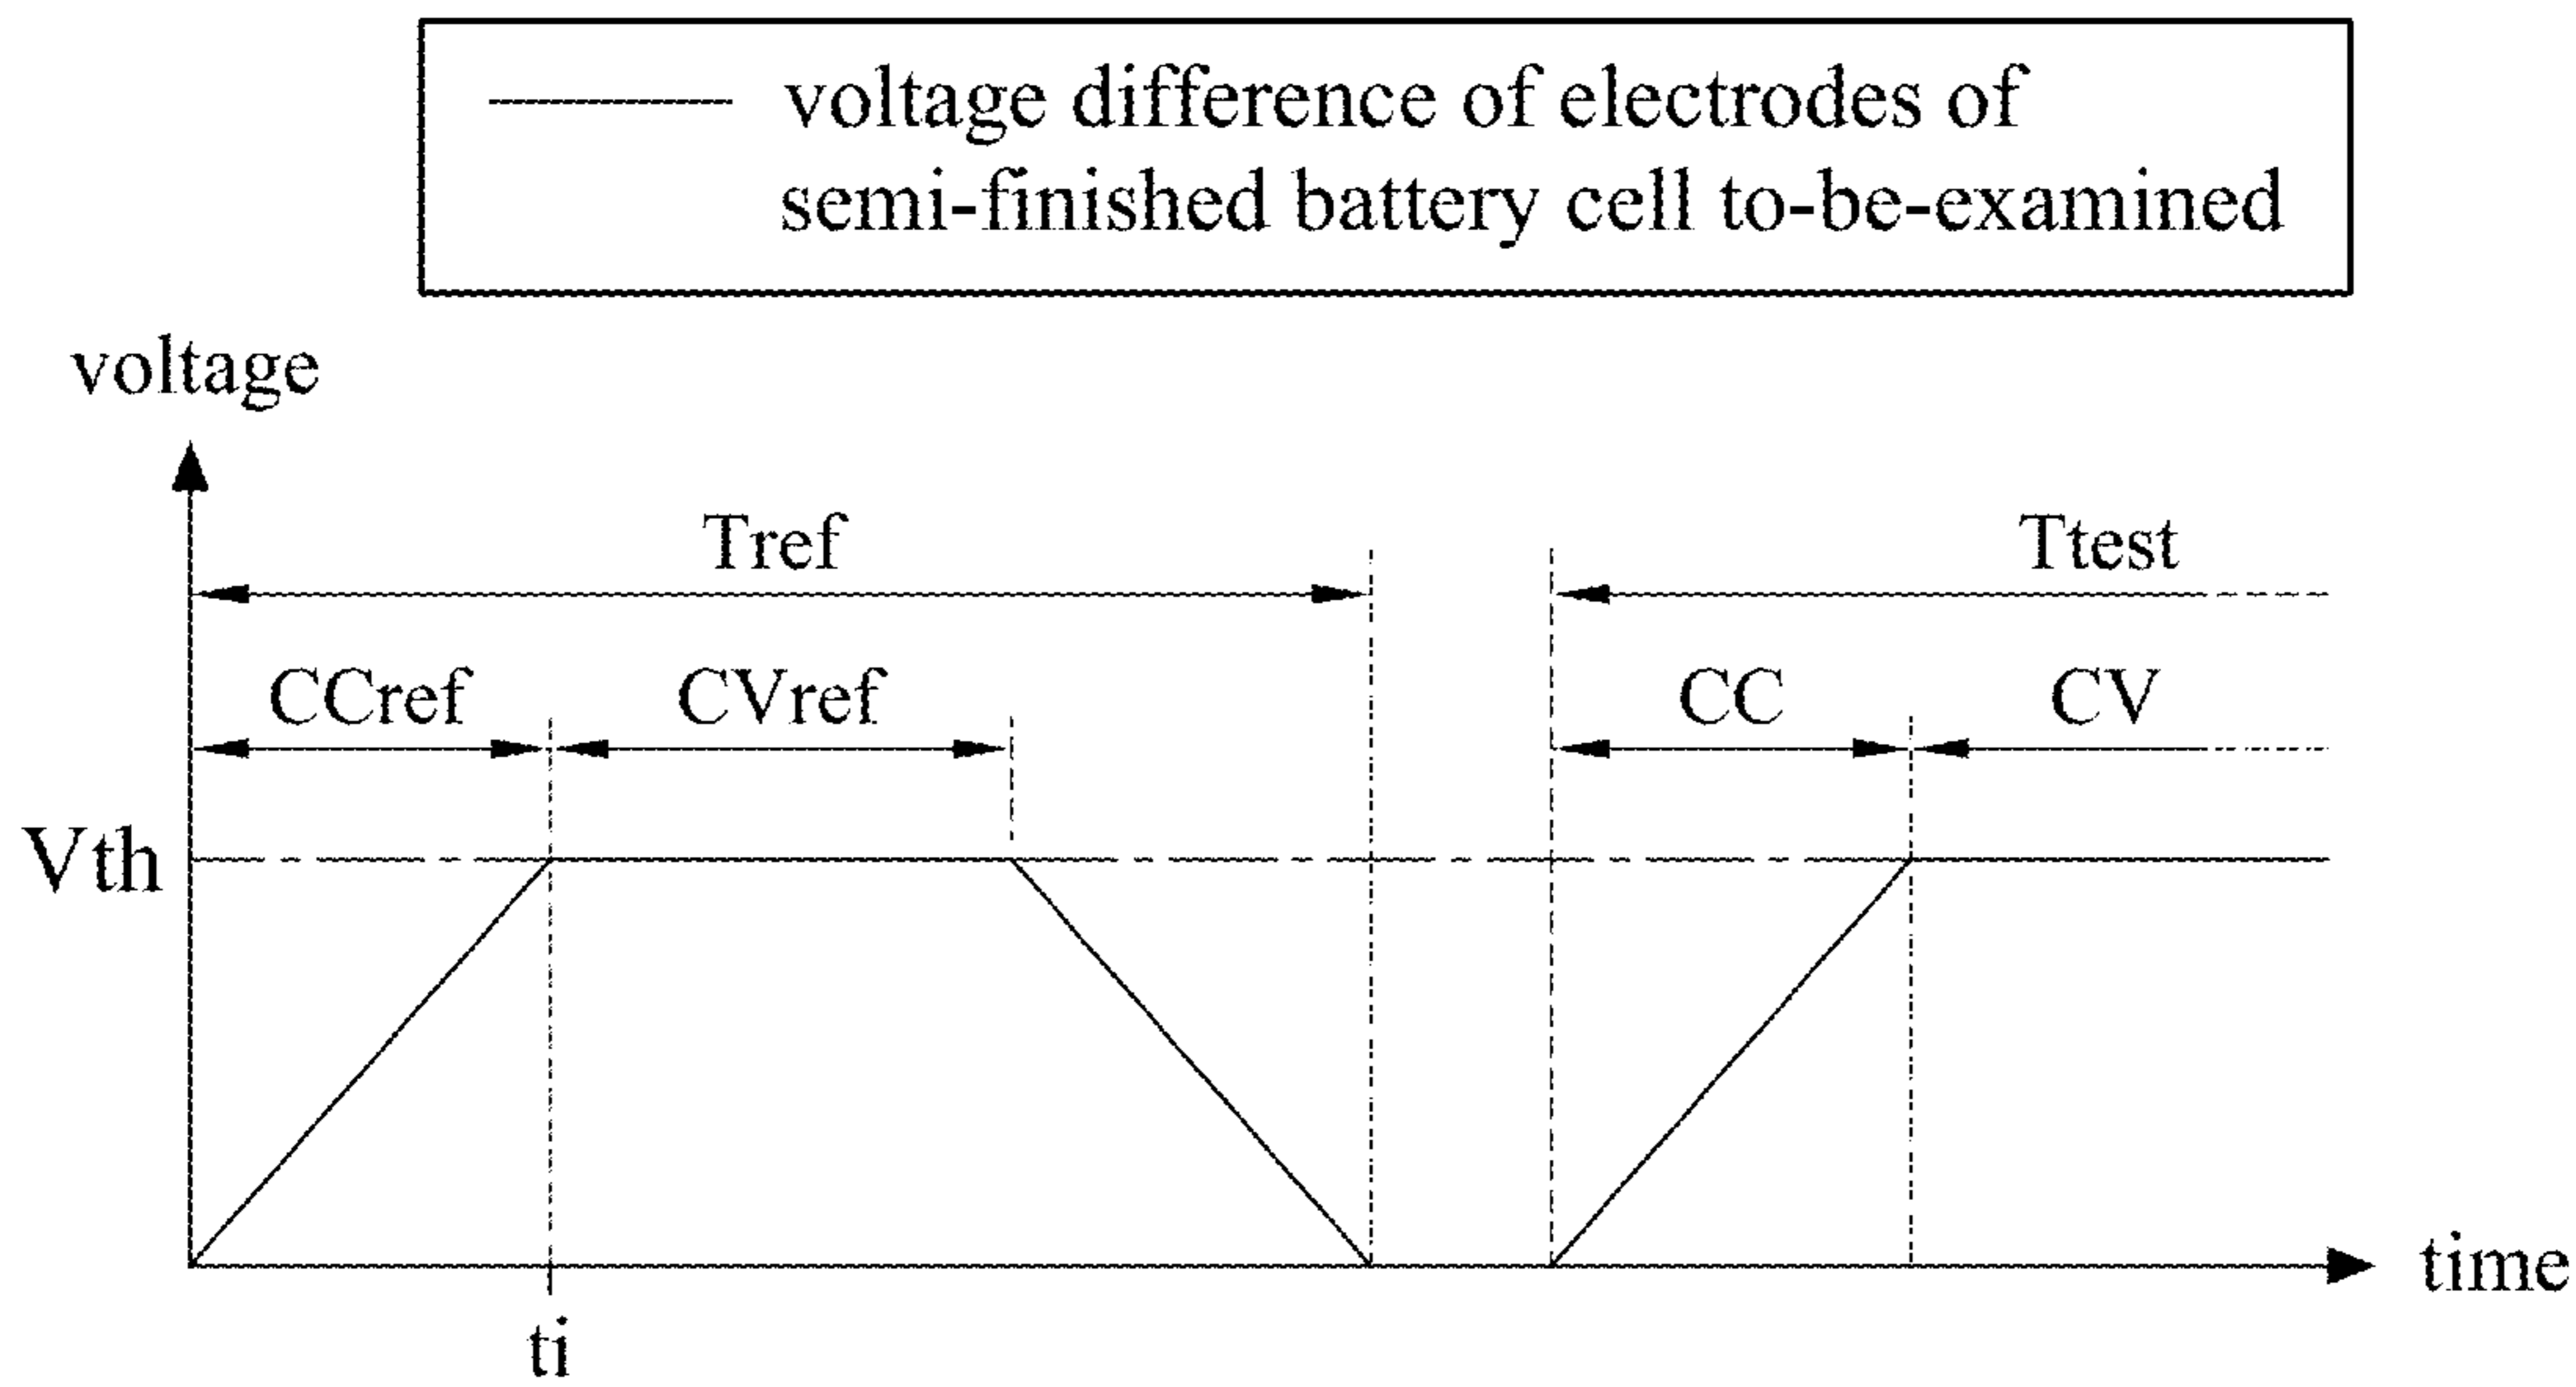 voltage difference of electrodes of
semi-finished battery cell to-be-examined
voltage
Tref
Ttest
CCref
CVref
CC
CV
Vth
time
ti